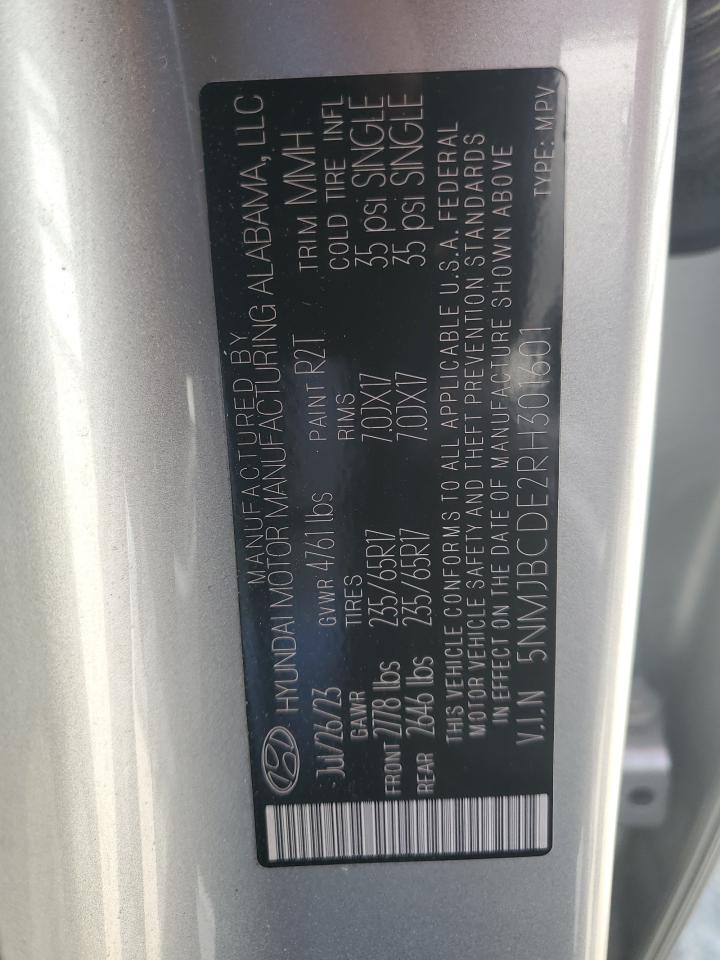 MANUFACTURED BY
HYUNDAI MOTOR MANUFACTURING ALABAMA, LLC
Jul/26/23 GVWR 4761 lbs PAINT R2T TRIM MMH
GAWR TIRES RIMS COLD TIRE INFL
FRONT 2778 lbs 235/65R17 7.0JX17 35 psi SINGLE
REAR 2646 lbs 235/65R17 7.0JX17 35 psi SINGLE
THIS VEHICLE CONFORMS TO ALL APPLICABLE U.S.A. FEDERAL
MOTOR VEHICLE SAFETY AND THEFT PREVENTION STANDARDS
IN EFFECT ON THE DATE OF MANUFACTURE SHOWN ABOVE
V.I.N 5NMJBCDE2RH301601 TYPE: MPV